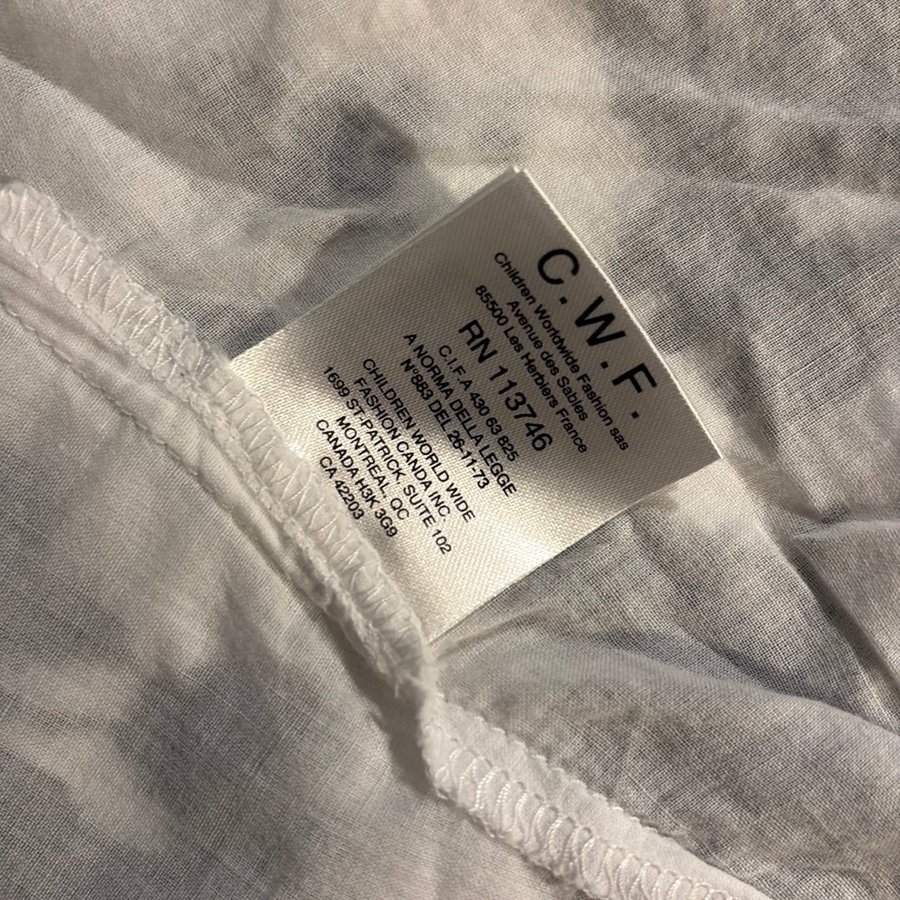 C.W.F.
Children Worldwide Fashion sas
Avenue des Sables
85500 Les Herbiers France
RN 113746
C.I.F.A 430 63 825
A NORMA DELLA LEGGE
N°883 DEL 26-11-73
CHILDREN WORLD WIDE
FASHION CANDA INC,
1699 ST-PATRICK, SUITE 102
MONTREAL, QC
CANADA H3K 3G9
CA 42203